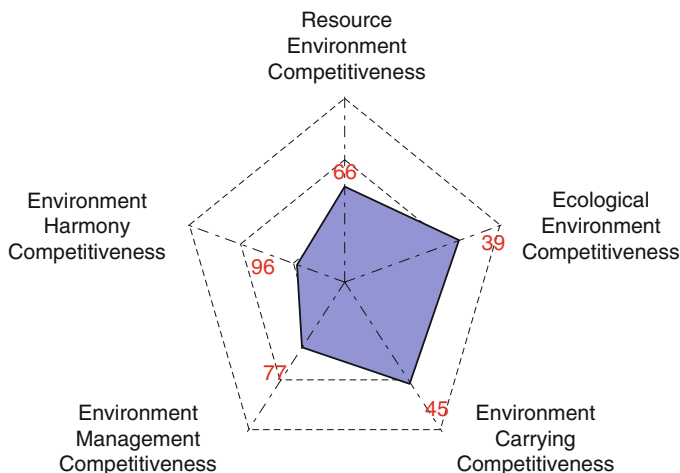 Resource
Environment
Competitiveness
66
Environment
Harmony
Competitiveness
96
Ecological
Environment
Competitiveness
39
77
45
Environment
Management
Competitiveness
Environment
Carrying
Competitiveness